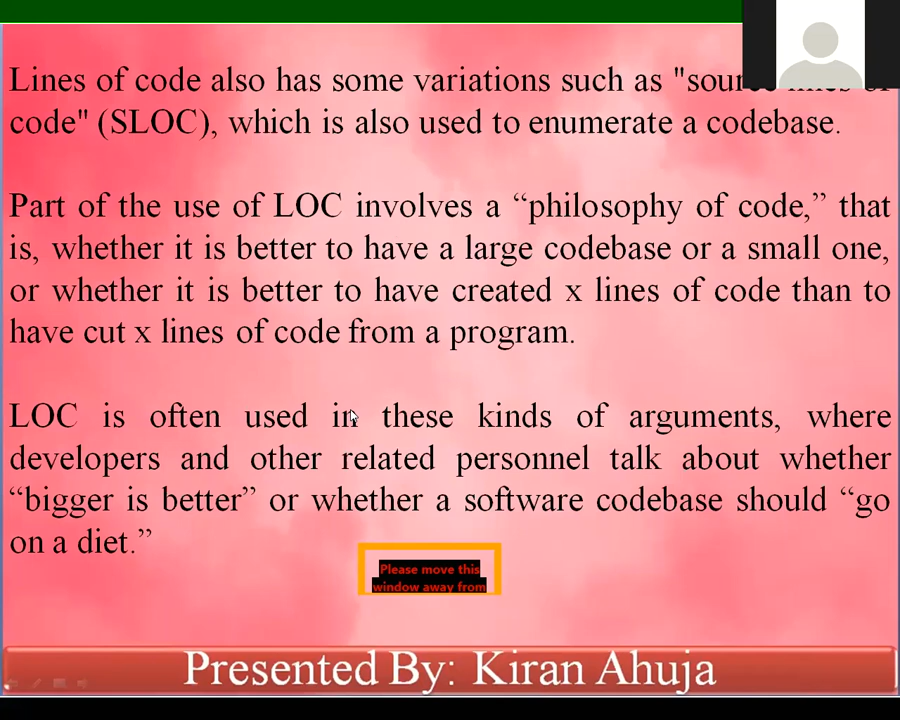 Lines of code also has some variations such as "source lines of
code" (SLOC), which is also used to enumerate a codebase.
Part of the use of LOC involves a “philosophy of code,” that
is, whether it is better to have a large codebase or a small one,
or whether it is better to have created x lines of code than to
have cut x lines of code from a program.
LOC is often used in these kinds of arguments, where
developers and other related personnel talk about whether
“bigger is better” or whether a software codebase should “go
on a diet.”
Please move this
window away from
Presented By: Kiran Ahuja